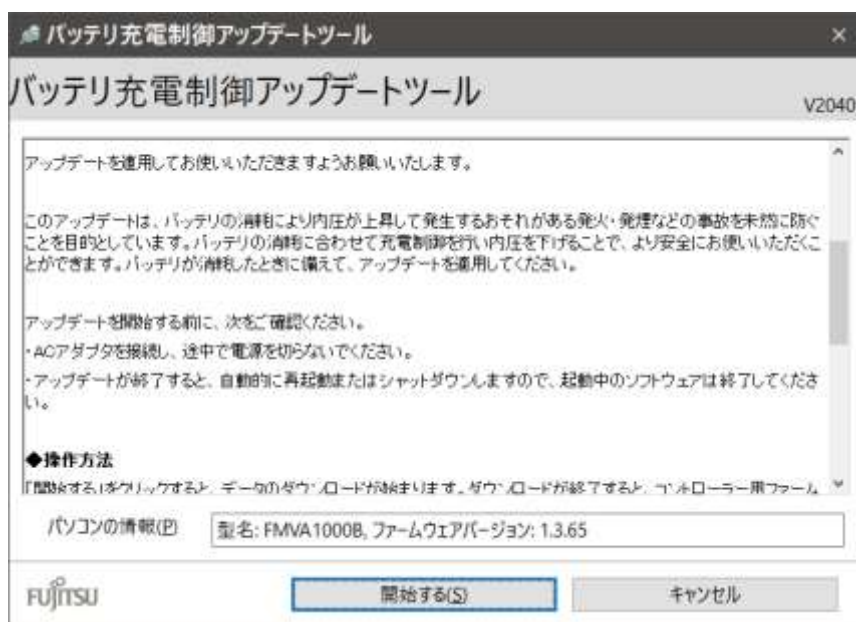 バッテリ充電制御アップデートツール
バッテリ充電制御アップデートツール
V2040
アップデートを適用してお使いいただきますようお願いいたします。
このアップデートは、バッテリの消耗により内圧が上昇して発生するおそれがある発火・発煙などの事故を未然に防ぐ
ことを目的としています。バッテリの消耗に合わせて充電制御を行い内圧を下げることで、より安全にお使いいただくこ
とができます。バッテリが消耗したときに備えて、アップデートを適用してください。
アップデートを開始する前に、次をご確認ください。
・ACアダプタを接続し、途中で電源を切らないでください。
・アップデートが終了すると、自動的に再起動またはシャットダウンしますので、起動中のソフトウェアは終了してくださ
い。
◆操作方法
「開始する」をクリックすると、データのダウンロードが始まります。ダウンロードが終了すると、コントローラー用ファーム
パソコンの情報(P)
型名: FMVA1000B, ファームウェアバージョン: 1.3.65
FUJITSU
開始する(S)
キャンセル